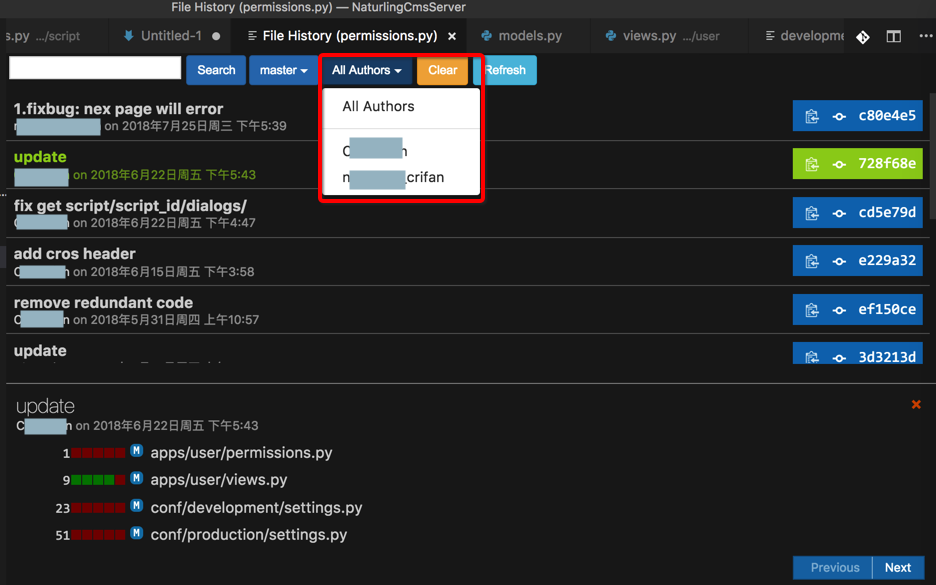 File History (permissions.py) — NaturlingCmsServer
s.py .../script Untitled-1 File History (permissions.py) × models.py views.py .../user developme
Search master All Authors Clear Refresh
All Authors
crifan
1.fixbug: nex page will error
on 2018年7月25日周三 下午5:39
c80e4e5
update
on 2018年6月22日周五 下午5:43
728f68e
fix get script/script_id/dialogs/
on 2018年6月22日周五 下午4:47
cd5e79d
add cros header
on 2018年6月15日周五 下午3:58
e229a32
remove redundant code
on 2018年5月31日周四 上午10:57
ef150ce
update
3d3213d
update
on 2018年6月22日周五 下午5:43
1 M apps/user/permissions.py
9 M apps/user/views.py
23 M conf/development/settings.py
51 M conf/production/settings.py
Previous Next